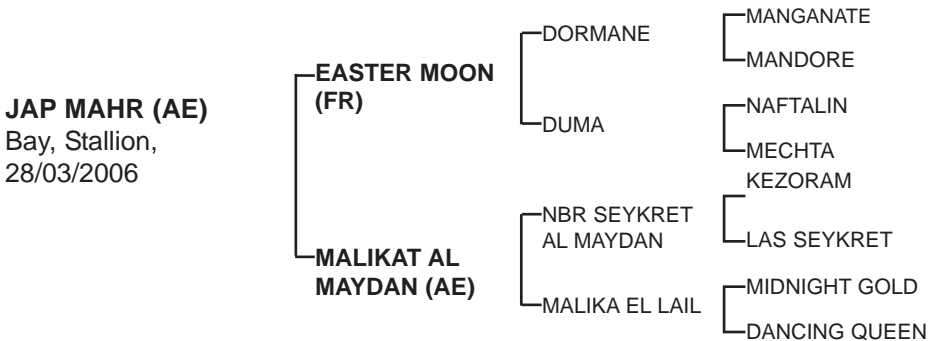 JAP MAHR (AE)
Bay, Stallion,
28/03/2006
EASTER MOON
(FR)
MALIKAT AL
MAYDAN (AE)
DORMANE
DUMA
NBR SEYKRET
AL MAYDAN
MALIKA EL LAIL
MANGANATE
MANDORE
NAFTALIN
MECHTA
KEZORAM
LAS SEYKRET
MIDNIGHT GOLD
DANCING QUEEN